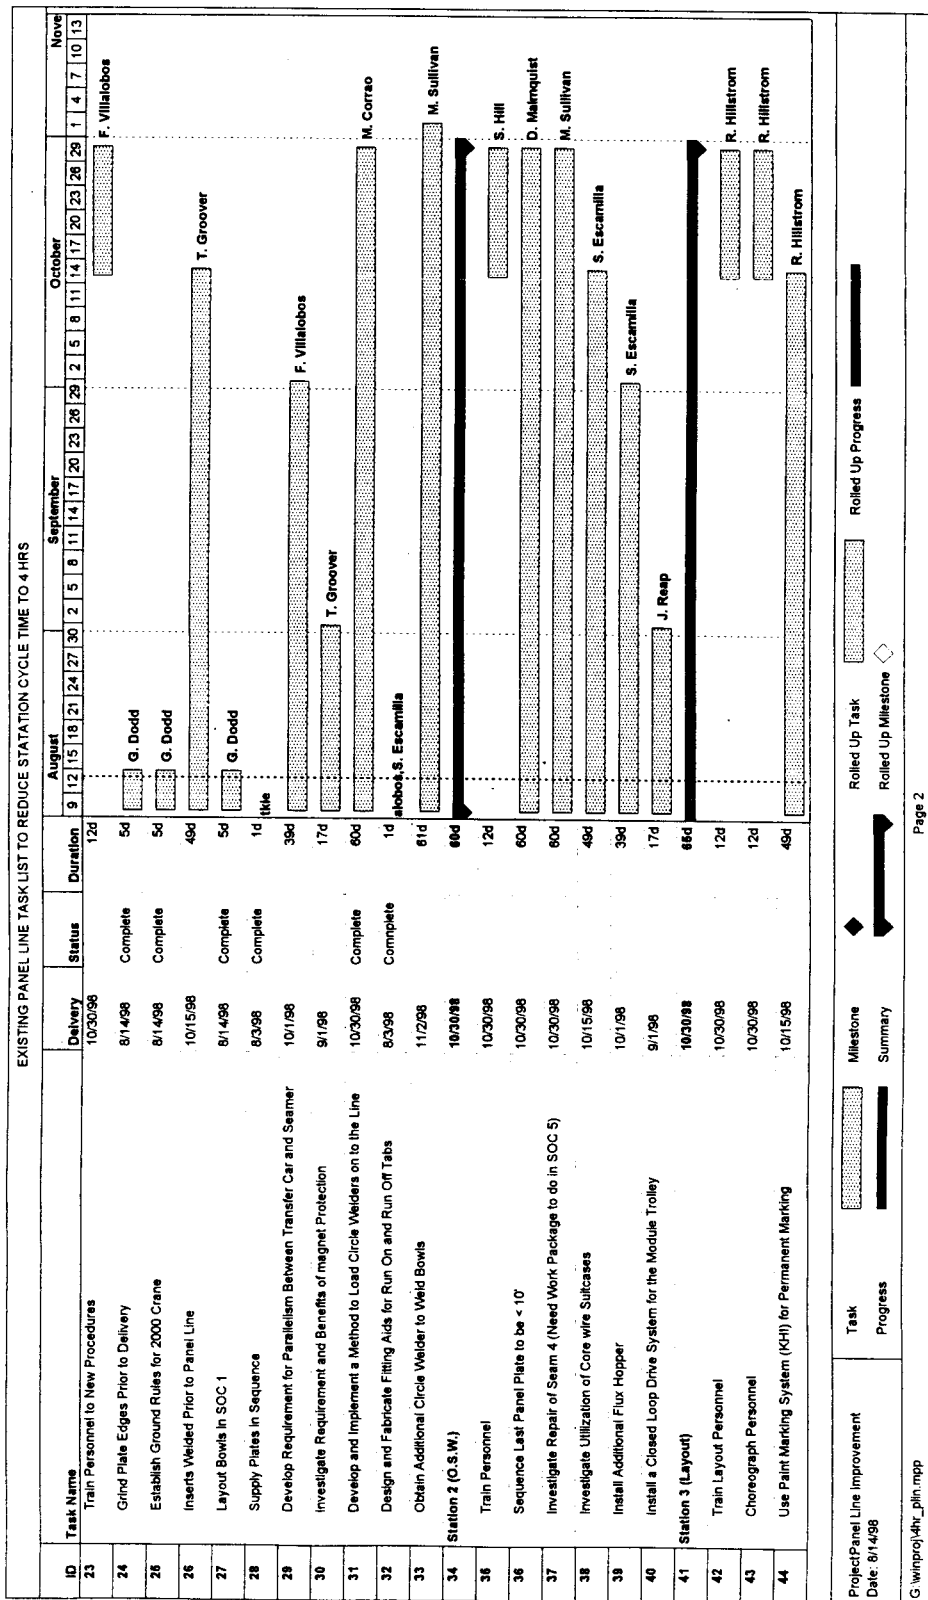 EXISTING PANEL LINE TASK LIST TO REDUCE STATATION CYCLE TIME TO 4 HRS
August September October Nove
ID Task Name Delivery Status Duration 9 12 15 18 21 24 27 30 2 5 8 11 14 17 20 23 26 29 2 5 8 11 14 17 20 23 26 29 1 4 7 10 13
23 Train Personnel to New Procedures 10/30/98 12d F. Villalobos
24 Grind Plate Edges Prior to Delivery 8/14/98 Complete 5d G. Dodd
25 Establish Ground Rules for 2000 Crane 8/14/98 Complete 5d G. Dodd
26 Inserts Welded Prior to Panel Line 10/15/98 49d T. Groover
27 Layout Bowls In SOC 1 8/14/98 Complete 5d G. Dodd
28 Supply Plates In Sequence 8/3/98 Complete 1d tkie
29 Develop Requirement for Parallelism Between Transfer Car and Seamer 10/1/98 39d F. Villalobos
30 Investigate Requirement and Benefits of magnet Protection 9/1/98 17d T. Groover
31 Develop and Implement a Method to Load Circle Welders on to the Line 10/30/98 Complete 60d M. Corrao
32 Design and Fabricate Fitting Aids for Run On and Run Off Tabs 8/3/98 Comnplete 1d alobos,S. Escamilla
33 Obtain Additional Circle Welder to Weld Bowls 11/2/98 61d M. Sullivan
34 Station 2 (O.S.W.) 10/30/98 60d
35 Train Personnel 10/30/98 12d S. Hill
36 Sequence Last Panel Plate to be < 10' 10/30/98 60d D. Malmquist
37 Investigate Repair of Seam 4 (Need Work Package to do in SOC 5) 10/30/98 60d M. Sullivan
38 Investigate Utilization of Core wire Suitcases 10/15/98 49d S. Escamilla
39 Install Additional Flux Hopper 10/1/98 39d S. Escamilla
40 Install a Closed Loop Drive System for the Module Trolley 9/1/98 17d J. Reap
41 Station 3 (Layout) 10/30/98 66d
42 Train Layout Personnel 10/30/98 12d R. Hillstrom
43 Choreograph Personnel 10/30/98 12d R. Hillstrom
44 Use Paint Marking System (KHI) for Permanent Marking 10/15/98 49d R. Hillstrom
Project:Panel Line Improvement Task Milestone Rolled Up Task Rolled Up Progress
Date: 8/14/98 Progress Summary Rolled Up Milestone
Page 2
G:\winproj\4hr_plin.mpp